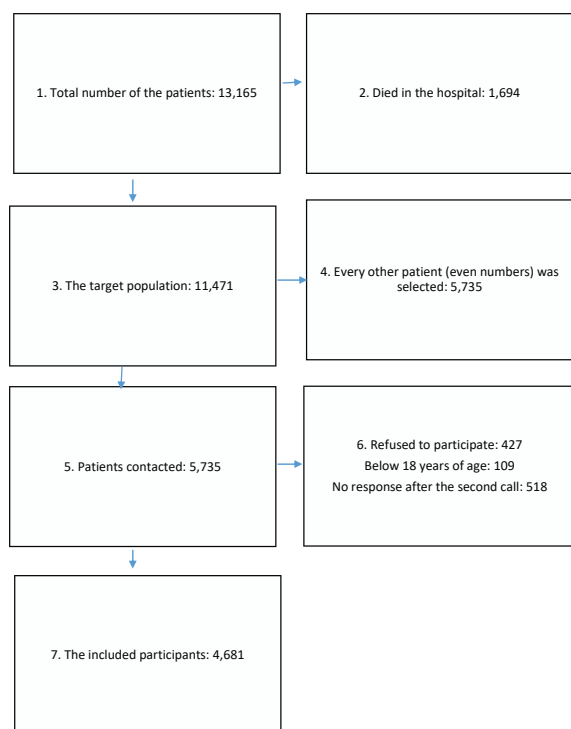 1. Total number of the patients: 13,165
2. Died in the hospital: 1,694
3. The target population: 11,471
4. Every other patient (even numbers) was
selected: 5,735
5. Patients contacted: 5,735
6. Refused to participate: 427
Below 18 years of age: 109
No response after the second call: 518
7. The included participants: 4,681